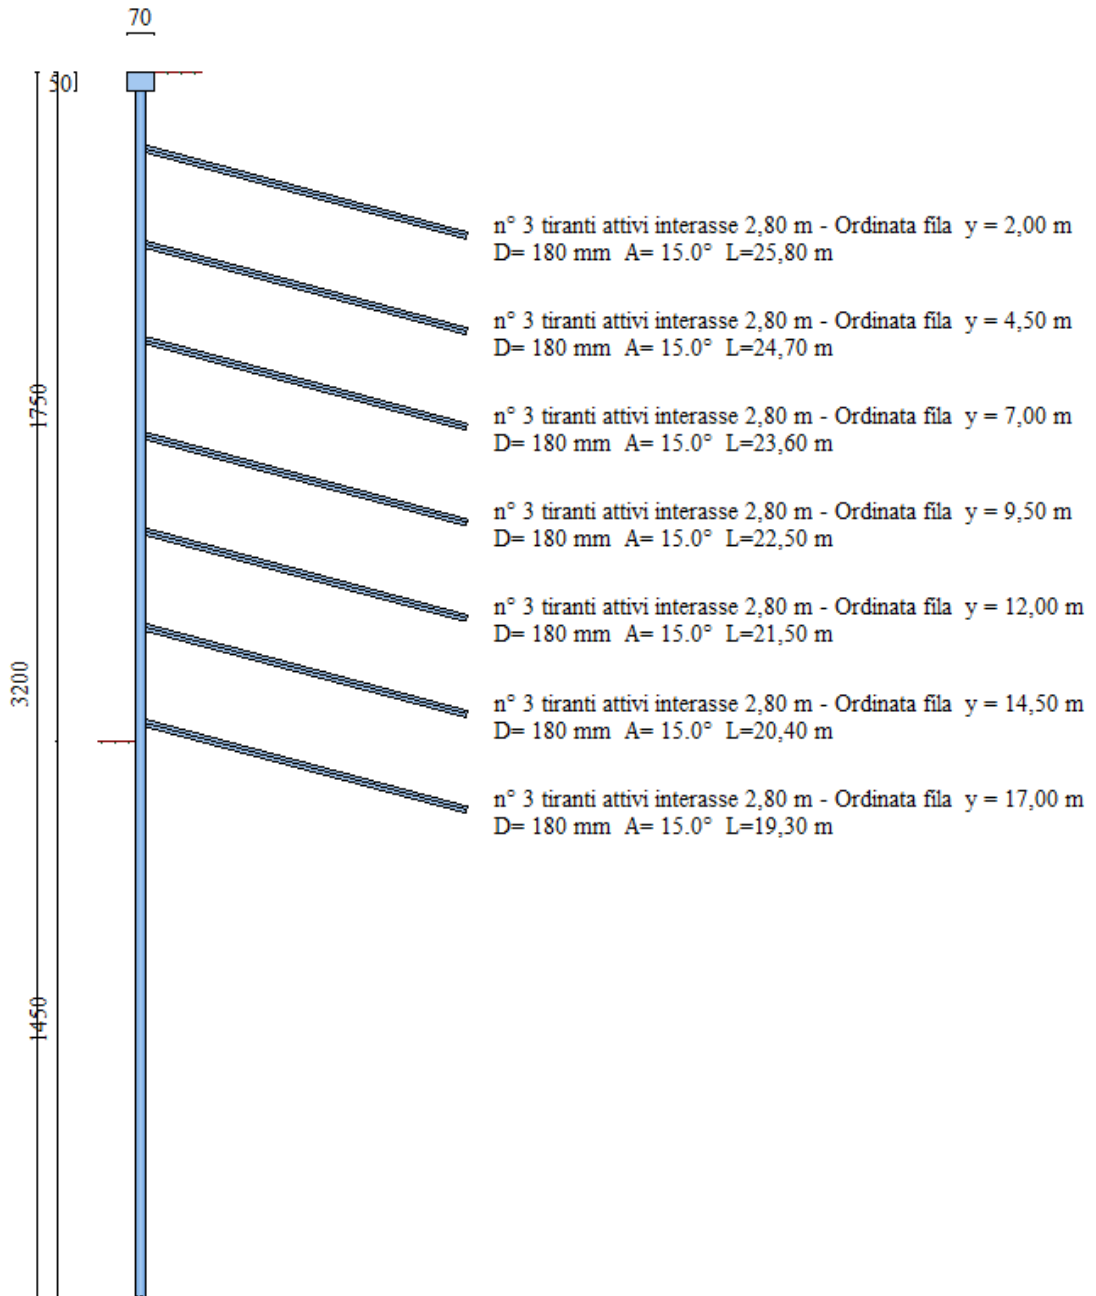 70
50]
n° 3 tiranti attivi interasse 2,80 m - Ordinata fila y = 2,00 m
D= 180 mm A= 15.0° L=25,80 m
n° 3 tiranti attivi interasse 2,80 m - Ordinata fila y = 4,50 m
D= 180 mm A= 15.0° L=24,70 m
1750
n° 3 tiranti attivi interasse 2,80 m - Ordinata fila y = 7,00 m
D= 180 mm A= 15.0° L=23,60 m
n° 3 tiranti attivi interasse 2,80 m - Ordinata fila y = 9,50 m
D= 180 mm A= 15.0° L=22,50 m
n° 3 tiranti attivi interasse 2,80 m - Ordinata fila y = 12,00 m
D= 180 mm A= 15.0° L=21,50 m
3200
n° 3 tiranti attivi interasse 2,80 m - Ordinata fila y = 14,50 m
D= 180 mm A= 15.0° L=20,40 m
n° 3 tiranti attivi interasse 2,80 m - Ordinata fila y = 17,00 m
D= 180 mm A= 15.0° L=19,30 m
1450